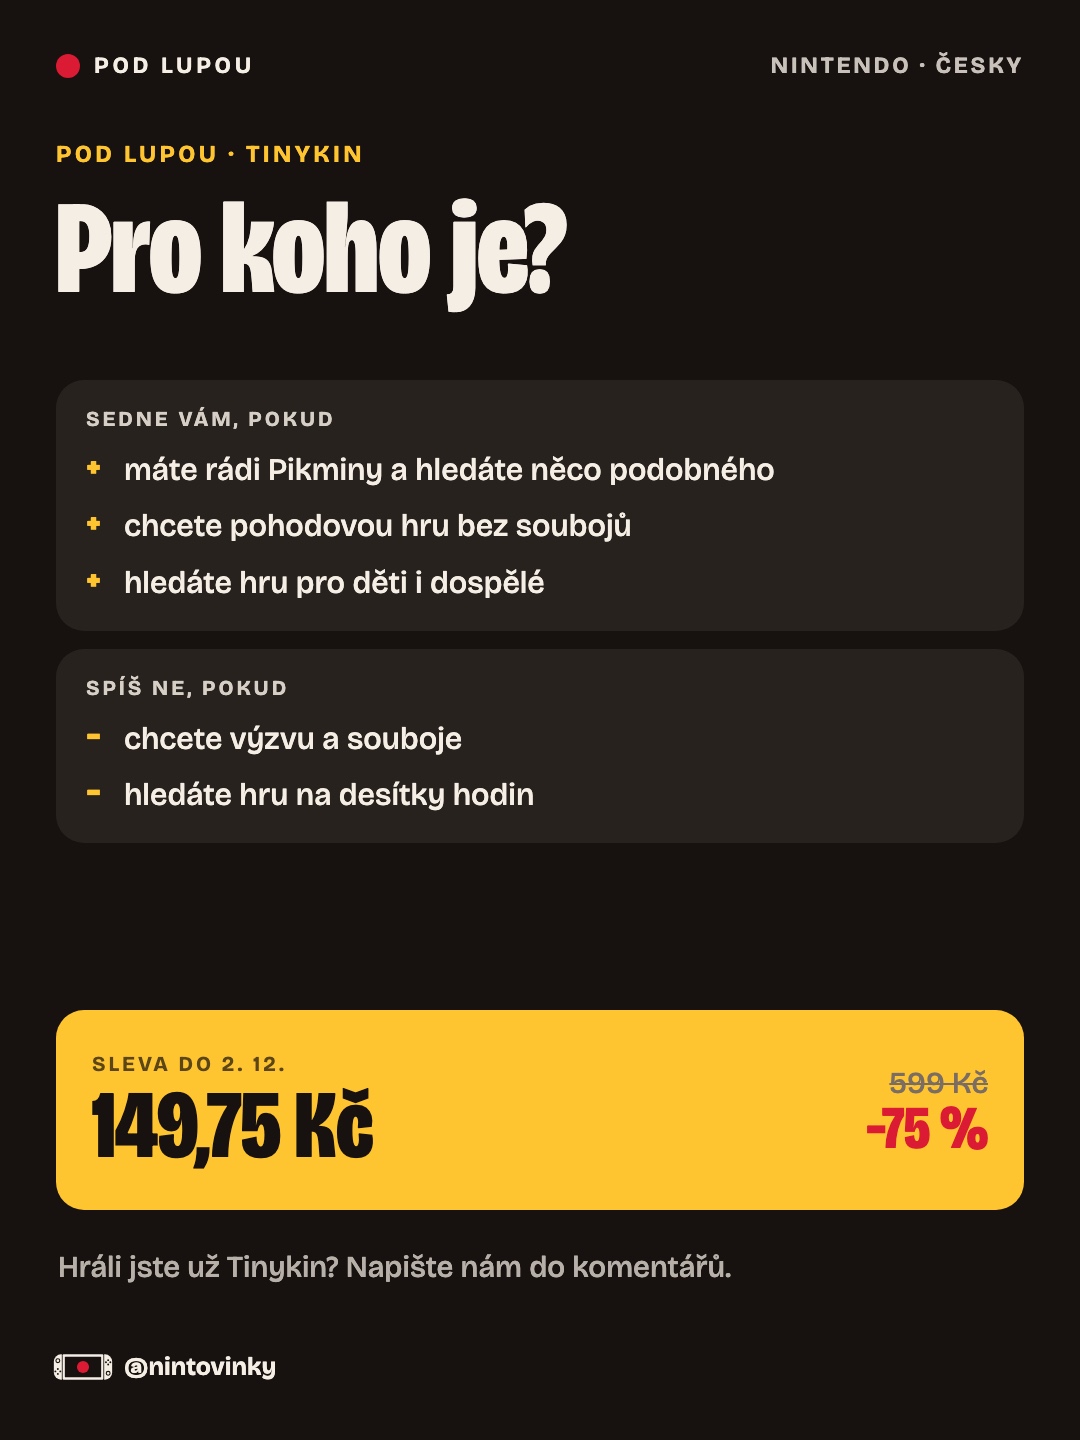 POD LUPOU
NINTENDO · ČESKY
POD LUPOU · TINYKIN
Pro koho je?
SEDNE VÁM, POKUD
+ máte rádi Pikminy a hledáte něco podobného
+ chcete pohodovou hru bez soubojů
+ hledáte hru pro děti i dospělé
SPÍŠ NE, POKUD
– chcete výzvu a souboje
– hledáte hru na desítky hodin
SLEVA DO 2. 12.
149,75 Kč
599 Kč
-75 %
Hráli jste už Tinykin? Napište nám do komentářů.
@nintovinky